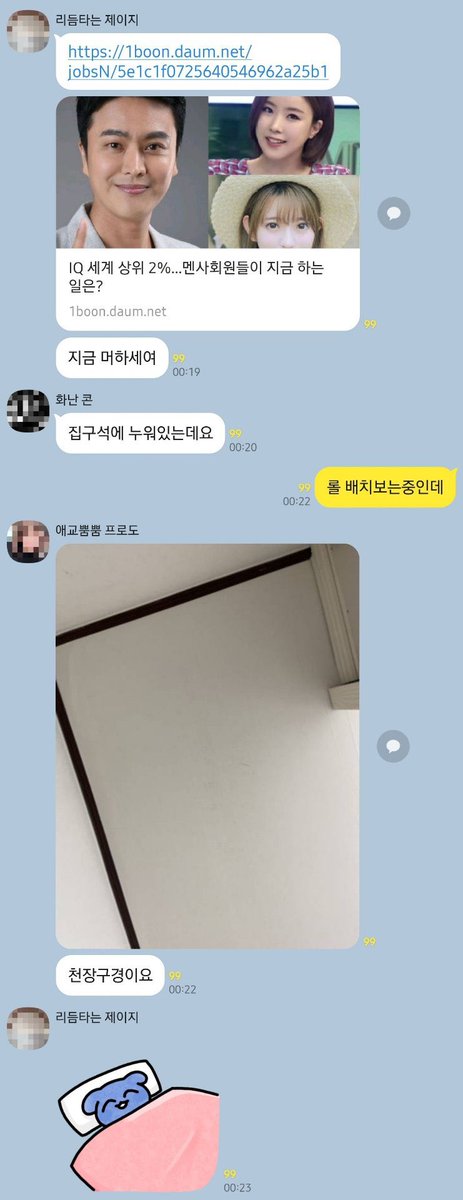 리듬타는 제이지
https://1boon.daum.net/
jobsN/5e1c1f0725640546962a25b1
IQ 세계 상위 2%...멘사회원들이 지금 하는
일은?
1boon.daum.net
99
지금 머하세여
99
00:19
화난 콘
집구석에 누워있는데요
99
00:20
99
00:22
롤 배치보는중인데
애교뿜뿜 프로도
99
천장구경이요
99
00:22
리듬타는 제이지
99
00:23